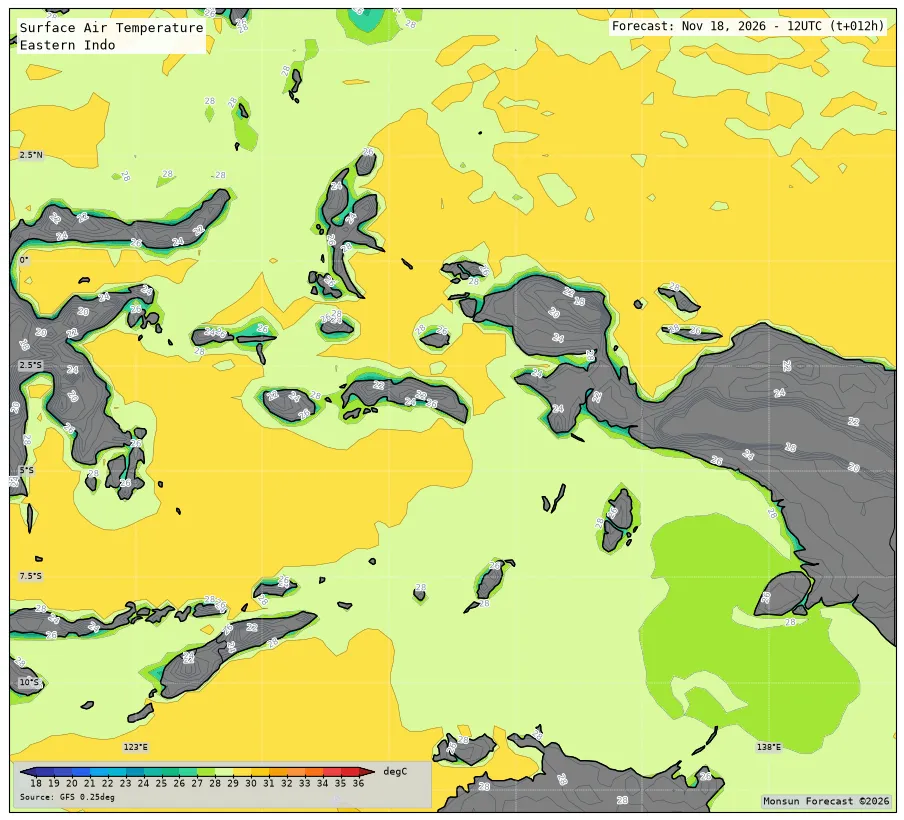 Surface Air Temperature
Eastern Indo
Forecast: Nov 18, 2026 - 12UTC (t+012h)
2.5°N
0°
2.5°S
5°S
7.5°S
10°S
123°E
138°E
degC
18 19 20 21 22 23 24 25 26 27 28 29 30 31 32 33 34 35 36
Source: GFS 0.25deg
Monsun Forecast ©2026